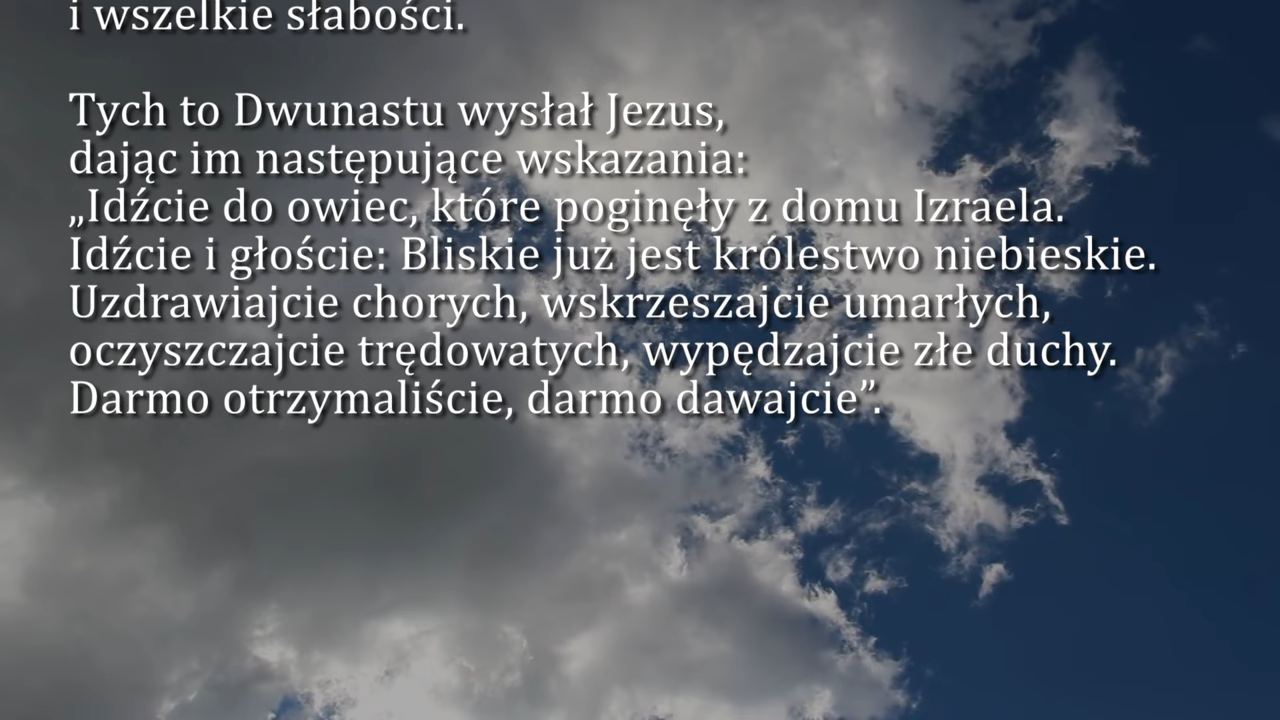 i wszelkie słabości.
Tych to Dwunastu wysłał Jezus,
dając im następujące wskazania:
„Idźcie do owiec, które poginęły z domu Izraela.
Idźcie i głoście: Bliskie już jest królestwo niebieskie.
Uzdrawiajcie chorych, wskrzeszajcie umarłych,
oczyszczajcie trędowatych, wypędzajcie złe duchy.
Darmo otrzymaliście, darmo dawajcie”.